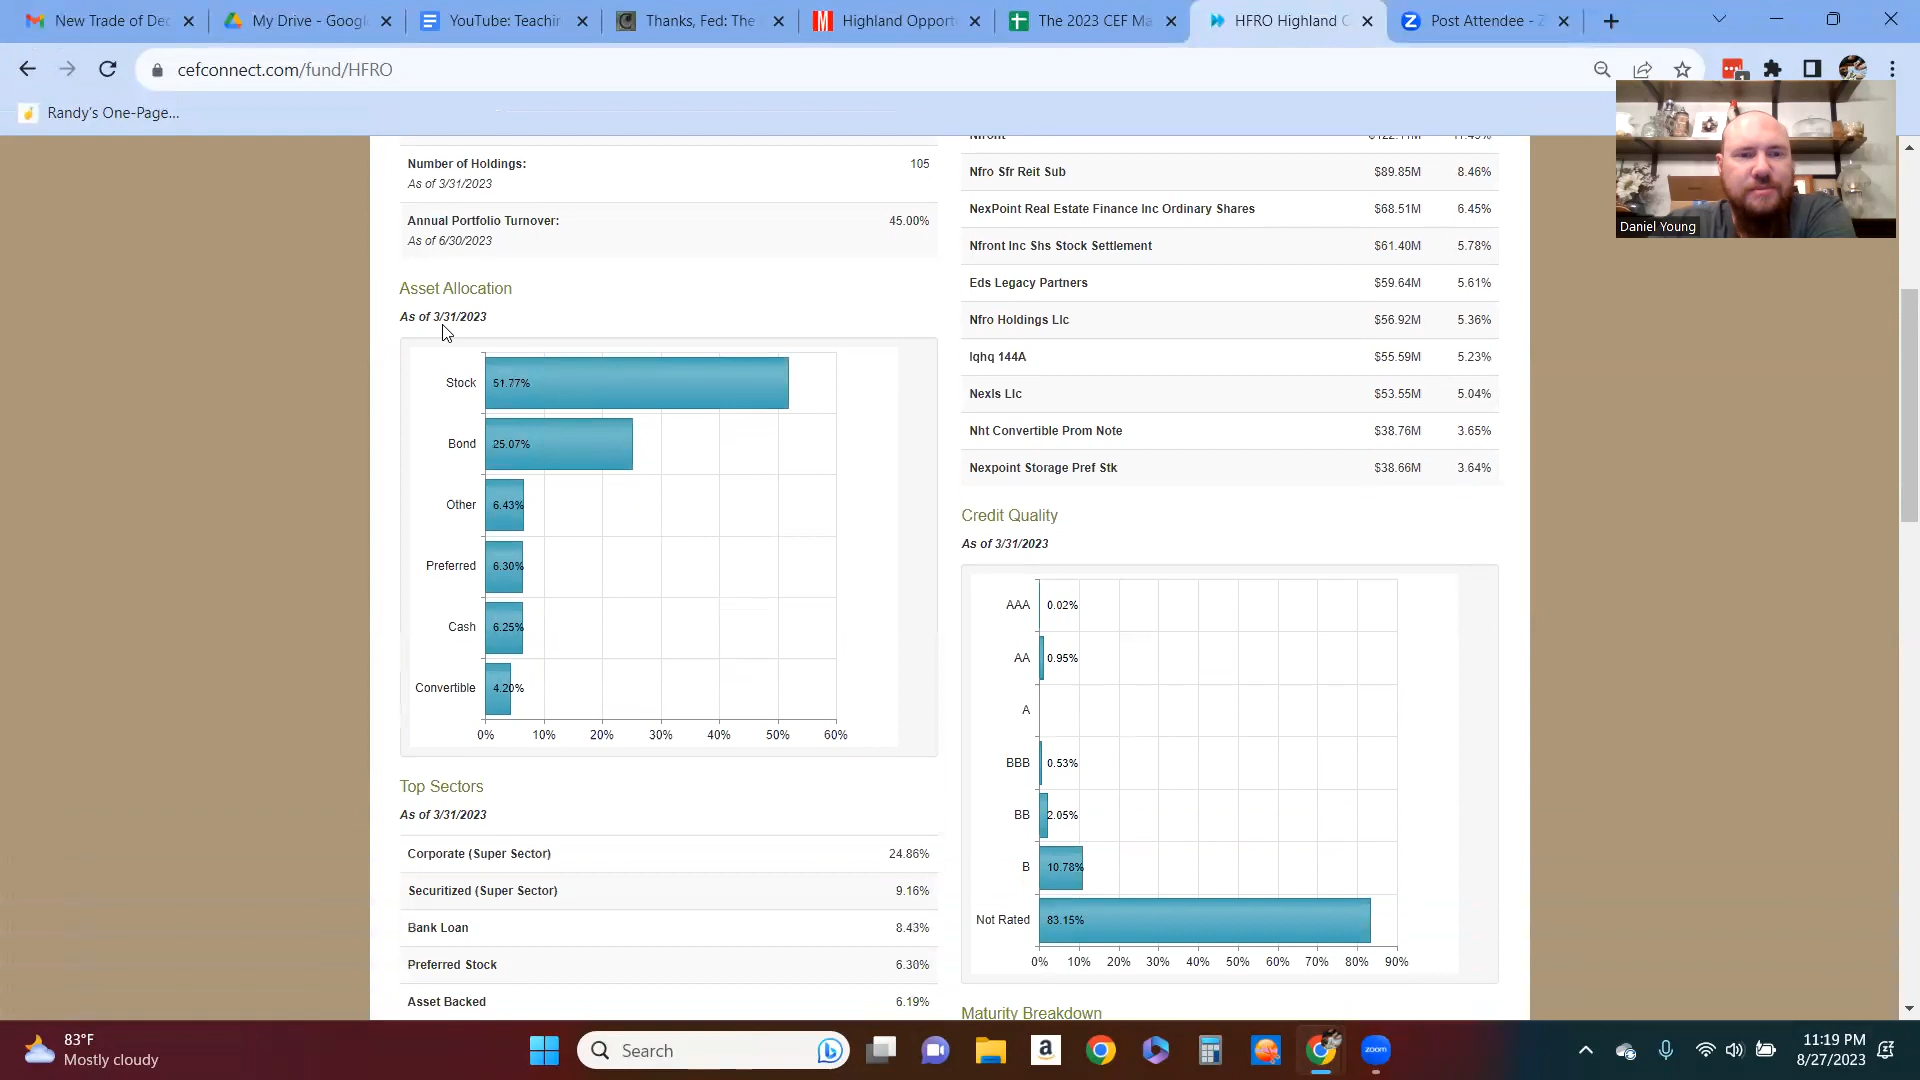 New Trade of Dec
My Drive - Google
YouTube: Teachin
Thanks, Fed: The
Highland Opport
The 2023 CEF Ma
HFRO Highland C
Post Attendee - Z
cefconnect.com/fund/HFRO
Randy's One-Page...
Daniel Young
Number of Holdings: 105
As of 3/31/2023
Annual Portfolio Turnover: 45.00%
As of 6/30/2023
Asset Allocation
As of 3/31/2023
Stock 51.77%
Bond 25.07%
Other 6.43%
Preferred 6.30%
Cash 6.25%
Convertible 4.20%
0% 10% 20% 30% 40% 50% 60%
Top Sectors
As of 3/31/2023
Corporate (Super Sector) 24.86%
Securitized (Super Sector) 9.16%
Bank Loan 8.43%
Preferred Stock 6.30%
Asset Backed 6.19%
Nfro Sfr Reit Sub $89.85M 8.46%
NexPoint Real Estate Finance Inc Ordinary Shares $68.51M 6.45%
Nfront Inc Shs Stock Settlement $61.40M 5.78%
Eds Legacy Partners $59.64M 5.61%
Nfro Holdings Llc $56.92M 5.36%
Iqhq 144A $55.59M 5.23%
Nexls Llc $53.55M 5.04%
Nht Convertible Prom Note $38.76M 3.65%
Nexpoint Storage Pref Stk $38.66M 3.64%
Credit Quality
As of 3/31/2023
AAA 0.02%
AA 0.95%
A
BBB 0.53%
BB 2.05%
B 10.78%
Not Rated 83.15%
0% 10% 20% 30% 40% 50% 60% 70% 80% 90%
Maturity Breakdown
83°F
Mostly cloudy
Search
zoom
11:19 PM
8/27/2023